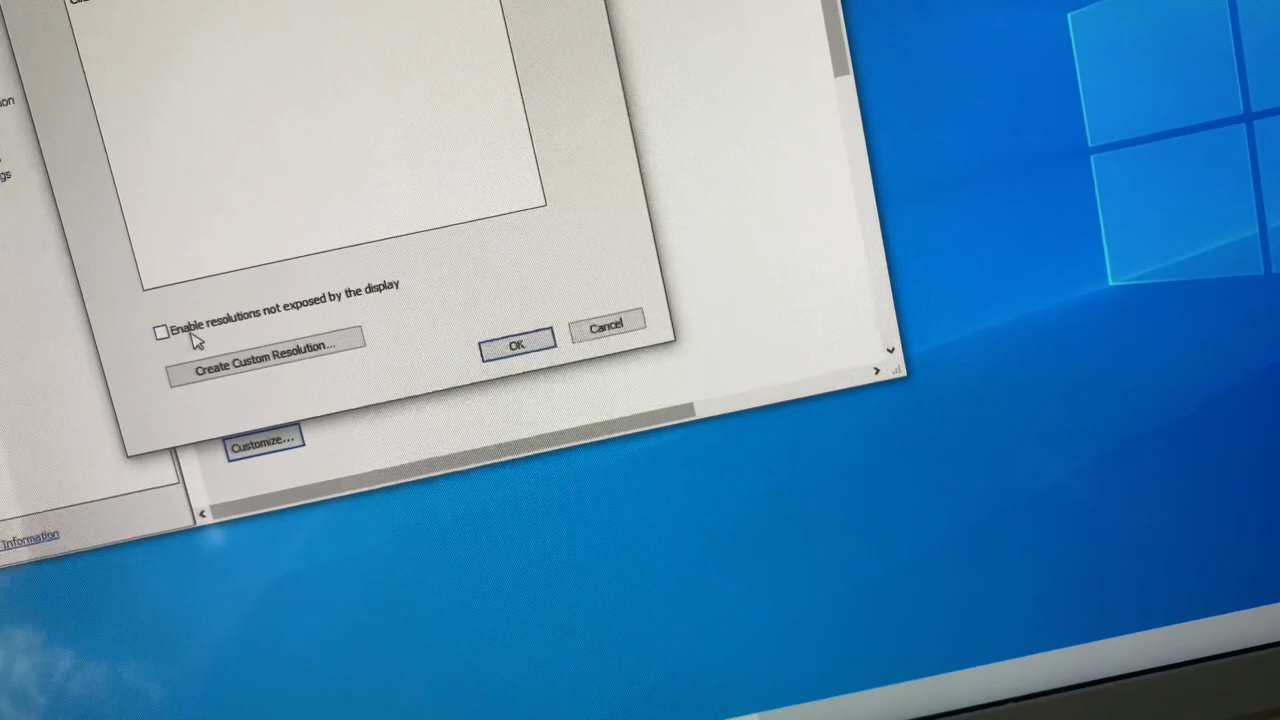 Enable resolutions not exposed by the display
Create Custom Resolution...
OK
Cancel
Customize...
Information